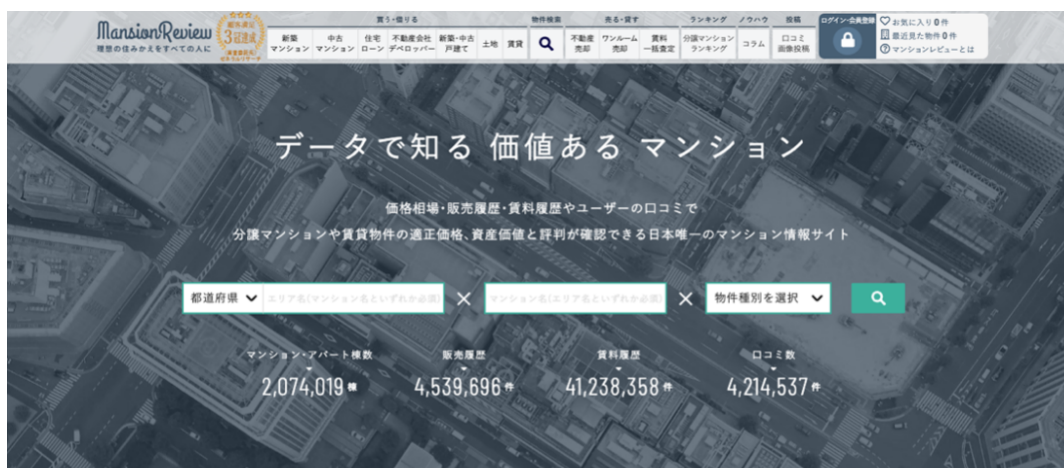 MansionReview
理想の住みかえをすべての人に
3冠達成
買う・借りる
新築
マンション
中古
マンション
住宅
ローン
不動産会社
デベロッパー
新築・中古
戸建て
土地
賃貸
物件検索
売る・貸す
不動産
売却
ワンルーム
売却
賃料
一括査定
ランキング
分譲マンション
ランキング
ノウハウ
コラム
投稿
口コミ
画像投稿
ログイン・会員登録
お気に入り 0 件
最近見た物件 0 件
マンションレビューとは
データで知る 価値ある マンション
価格相場・販売履歴・賃料履歴やユーザーの口コミで
分譲マンションや賃貸物件の適正価格、資産価値と評判が確認できる日本唯一のマンション情報サイト
都道府県
エリア名(マンション名といずれか必須)
マンション名(エリア名といずれか必須)
物件種別を選択
マンション・アパート棟数
2,074,019 棟
販売履歴
4,539,696 件
賃料履歴
41,238,358 件
口コミ数
4,214,537 件